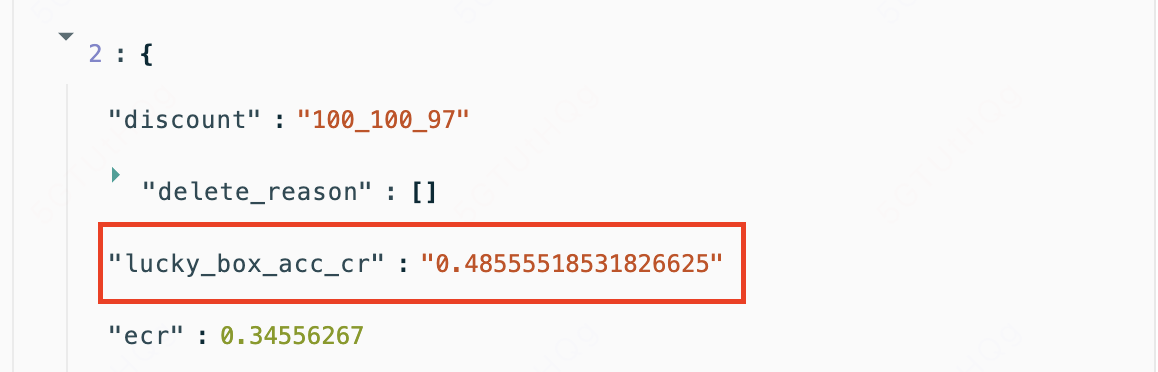 2 : {
"discount" : "100_100_97"
"delete_reason" : []
"lucky_box_acc_cr" : "0.48555518531826625"
"ecr" : 0.34556267